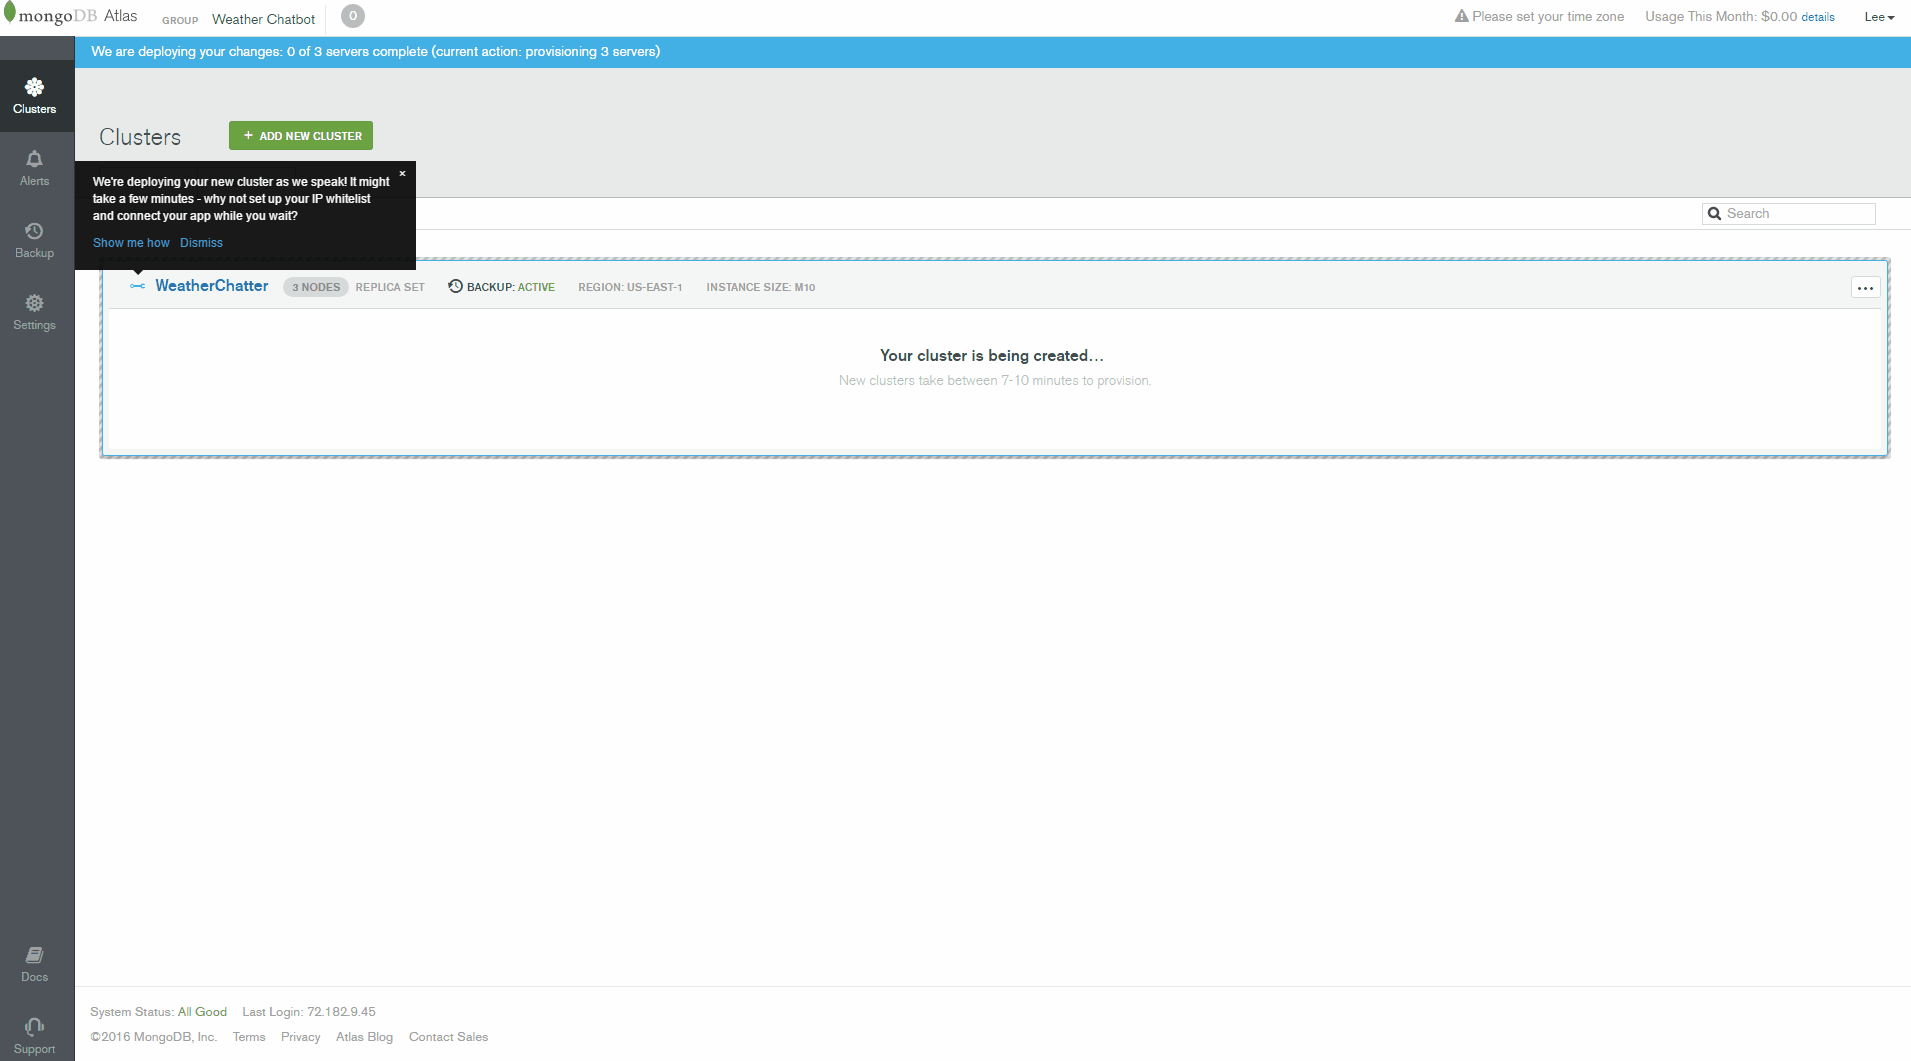 mongoDB Atlas GROUP Weather Chatbot 0 Please set your time zone Usage This Month: $0.00 details Lee
We are deploying your changes: 0 of 3 servers complete (current action: provisioning 3 servers)
Clusters
Alerts
Backup
Settings
Docs
Support
Clusters + ADD NEW CLUSTER
We're deploying your new cluster as we speak! It might
take a few minutes - why not set up your IP whitelist
and connect your app while you wait?
Show me how Dismiss
Search
WeatherChatter 3 NODES REPLICA SET BACKUP: ACTIVE REGION: US-EAST-1 INSTANCE SIZE: M10
Your cluster is being created...
New clusters take between 7-10 minutes to provision.
System Status: All Good Last Login: 72.182.9.45
©2016 MongoDB, Inc. Terms Privacy Atlas Blog Contact Sales